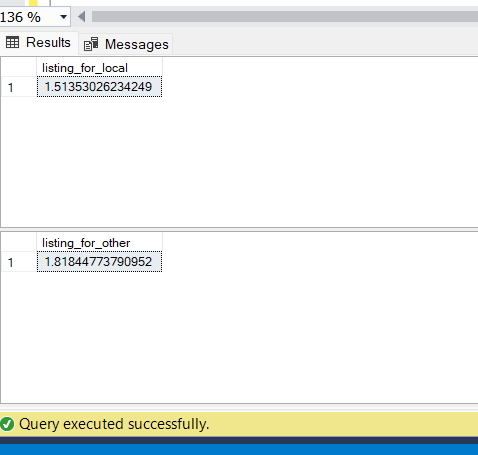 136 %
Results Messages
listing_for_local
1 1.51353026234249
listing_for_other
1 1.81844773790952
Query executed successfully.